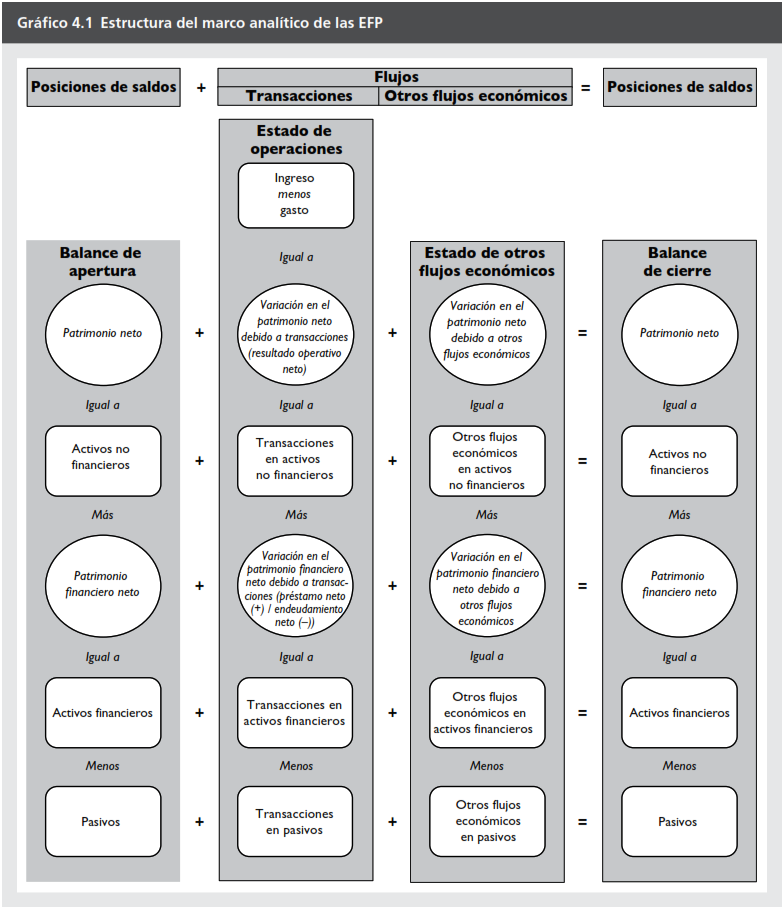 Gráfico 4.1 Estructura del marco analítico de las EFP
Posiciones de saldos
+
Flujos
Transacciones
Otros flujos económicos
=
Posiciones de saldos
Estado de
operaciones
Ingreso
menos
gasto
Igual a
Balance de
apertura
Estado de otros
flujos económicos
Balance
de cierre
Patrimonio neto
+
Variación en el
patrimonio neto
debido a transacciones
(resultado operativo
neto)
+
Variación en el
patrimonio neto
debido a otros
flujos económicos
=
Patrimonio neto
Igual a
Igual a
Igual a
Igual a
Activos no
financieros
+
Transacciones
en activos
no financieros
+
Otros flujos
económicos
en activos
no financieros
=
Activos no
financieros
Más
Más
Más
Más
Patrimonio
financiero neto
+
Variación en el
patrimonio financiero
neto debido a transac-
ciones (préstamo neto
(+) / endeudamiento
neto (–))
+
Variación en el
patrimonio financiero
neto debido a
otros flujos
económicos
=
Patrimonio
financiero neto
Igual a
Igual a
Igual a
Igual a
Activos financieros
+
Transacciones en
activos financieros
+
Otros flujos
económicos en
activos financieros
=
Activos financieros
Menos
Menos
Menos
Menos
Pasivos
+
Transacciones
en pasivos
+
Otros flujos
económicos
en pasivos
=
Pasivos